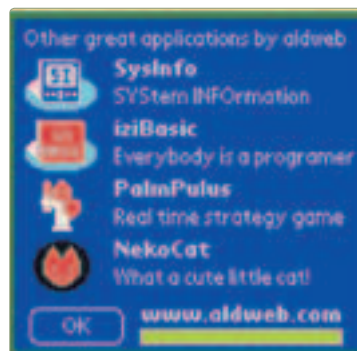 Other great applications by aldweb
SI
SysInfo
SYStem INFOrmation
iziBasic
Everybody is a programer
PalmPulus
Real time strategy game
NekoCat
What a cute little cat!
OK
www.aldweb.com